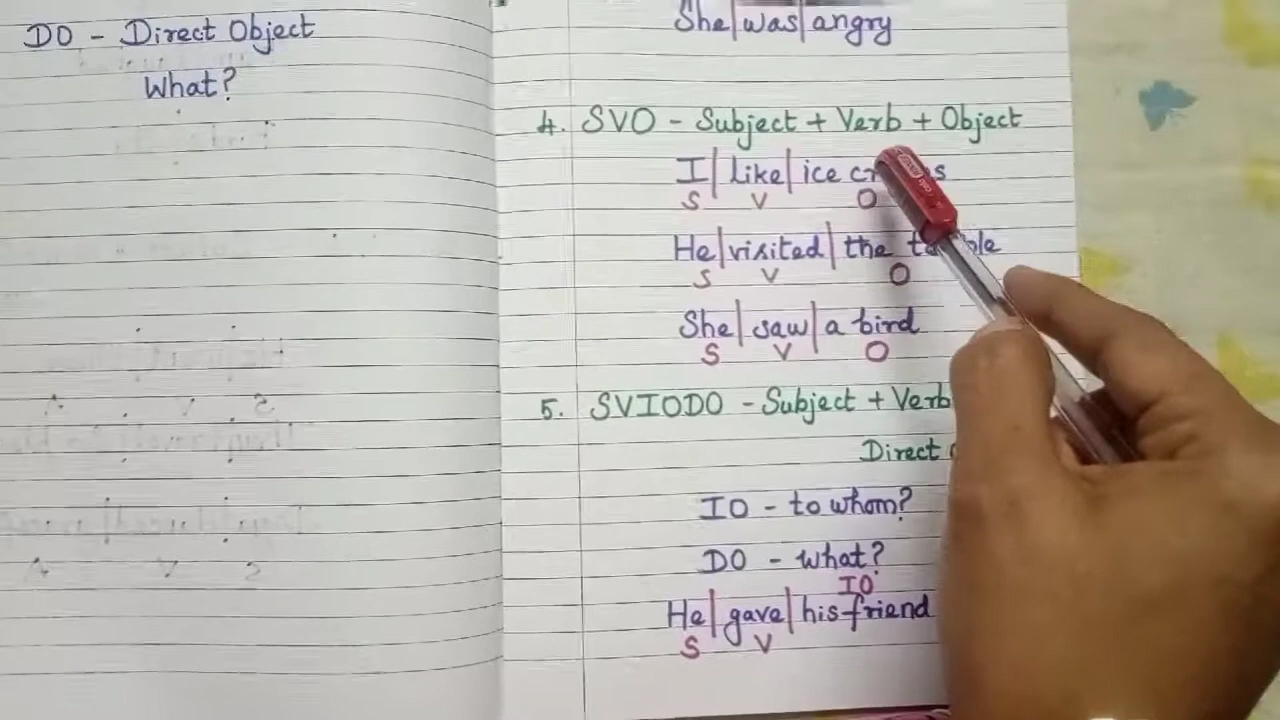 DO - Direct Object
What?
She|was|angry
4. SVO - Subject + Verb + Object
I|like|ice
S V O
He|visited|the
S V O
She|saw|a bird
S V O
5. SVIODO - Subject + Verb
Direct
IO - to whom?
DO - what?
IO
He|gave|his friend
S V